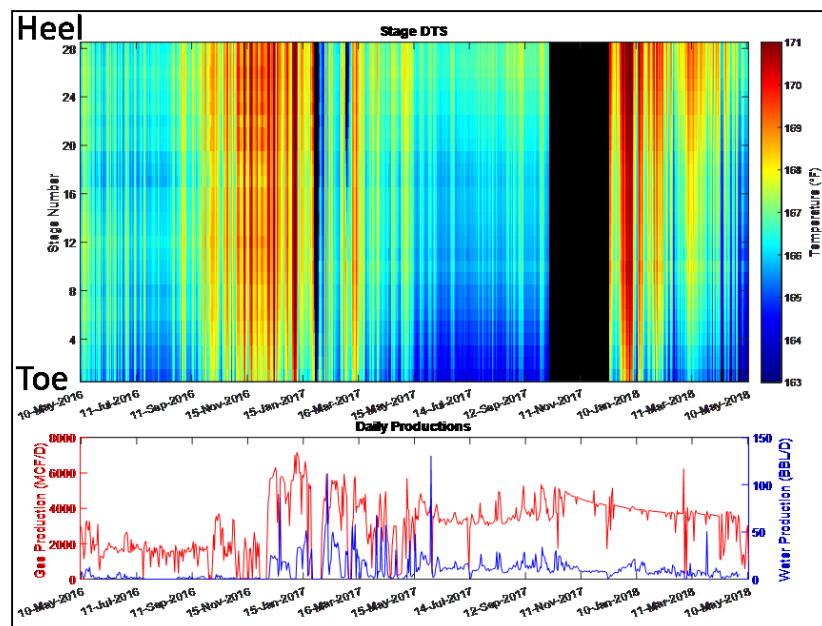 Heel
Stage DTS
28
24
20
16
12
8
4
Stage Number
171
170
169
168
167
166
165
164
163
Temperature (°F)
Toe
10-May-2016 11-Jul-2016 11-Sep-2016 15-Nov-2016 15-Jan-2017 16-Mar-2017 15-May-2017 14-Jul-2017 12-Sep-2017 11-Nov-2017 10-Jan-2018 11-Mar-2018 10-May-2018
Daily Productions
8000
6000
4000
2000
0
Gas Production (MCF/D)
150
100
50
0
Water Production (BBL/D)
10-May-2016 11-Jul-2016 11-Sep-2016 15-Nov-2016 15-Jan-2017 16-Mar-2017 15-May-2017 14-Jul-2017 12-Sep-2017 11-Nov-2017 10-Jan-2018 11-Mar-2018 10-May-2018